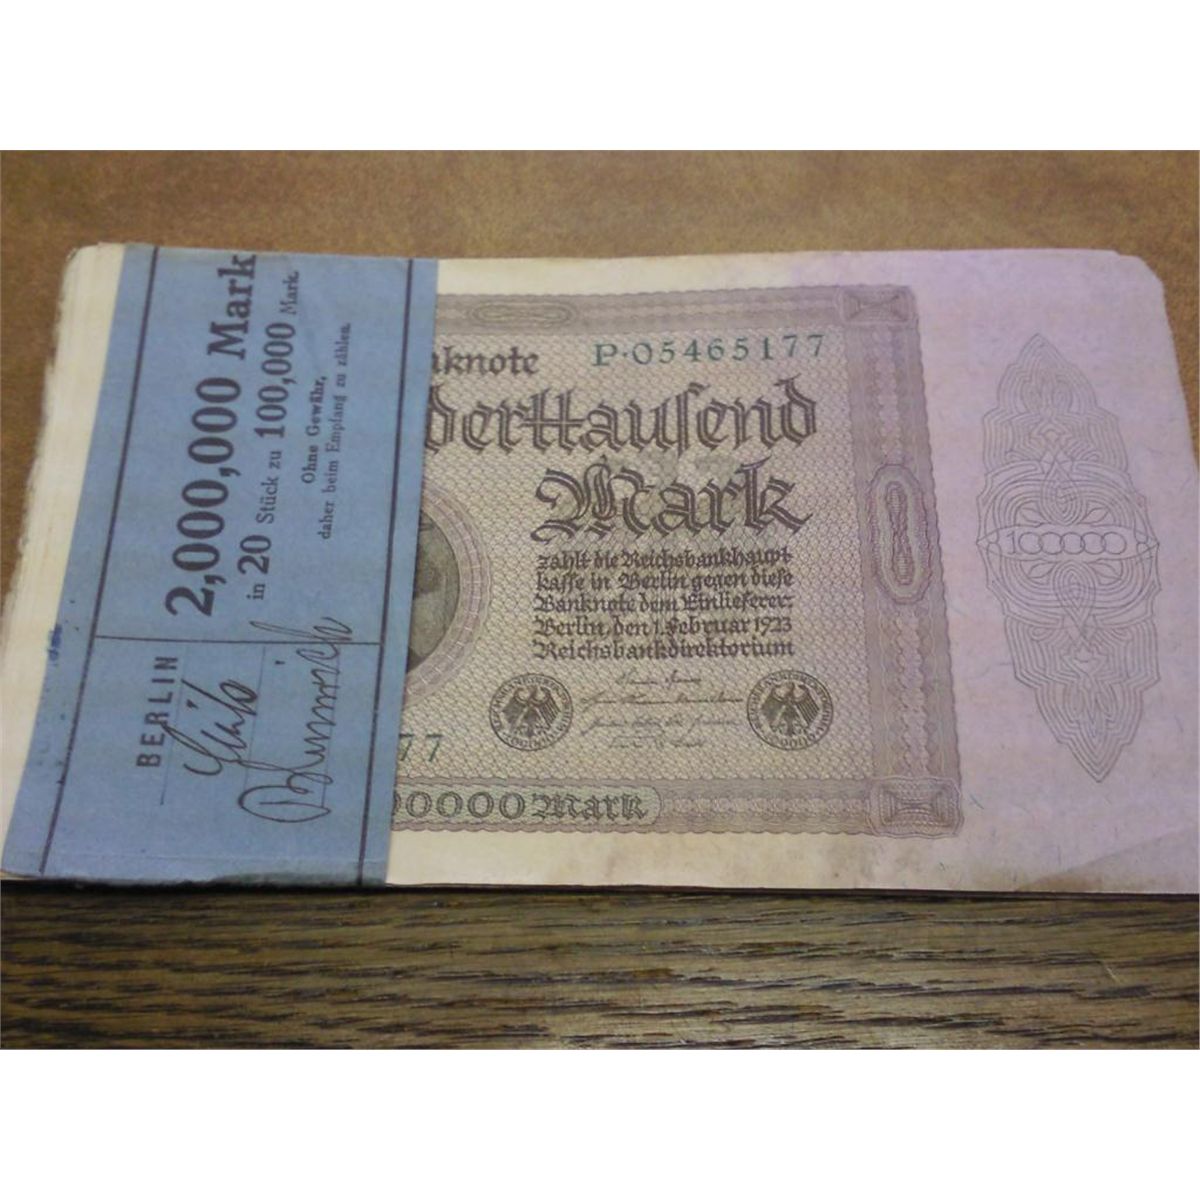 2,000,000 Mark
in 20 Stück zu 100,000 Mark.
Ohne Gewähr,
daher beim Empfang zu zählen.
BERLIN
knote
P·05465177
derttausend
Mark
zahlt die Reichsbankhaupt-
kasse in Berlin gegen diese
Banknote dem Einlieferer.
Berlin, den 1. Februar 1923
Reichsbankdirektorium
77
00000 Mark
100000